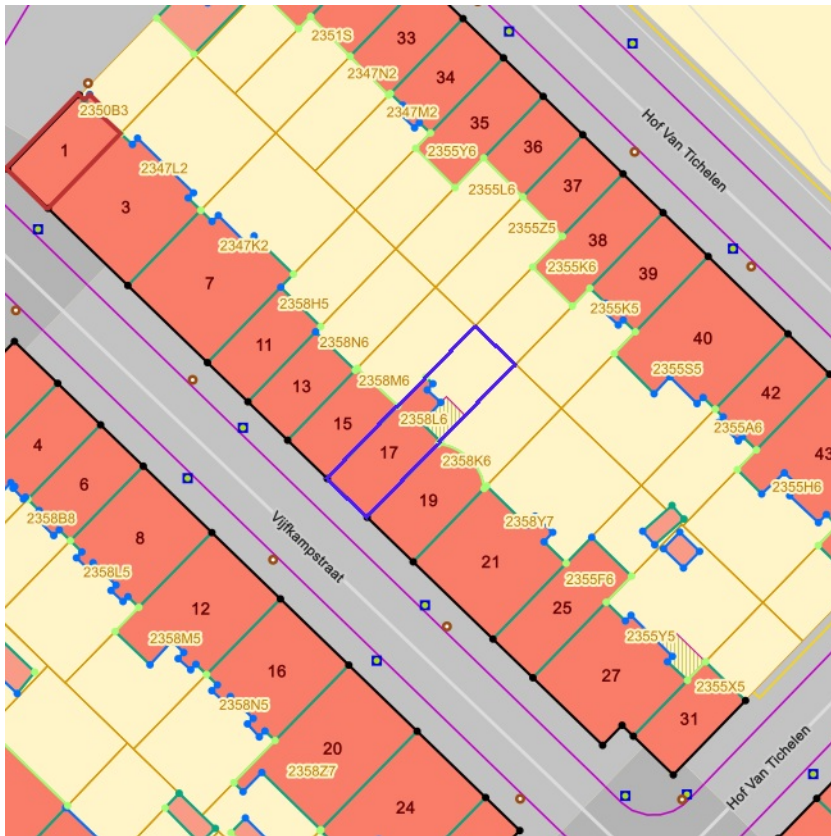 2351S
33
2347N2
34
2350B3
2347M2
Hof Van Tichelen
35
36
1
2355Y6
2347L2
37
2355L6
3
2355Z5
38
2347K2
2355K6
39
7
2358H5
2355K5
40
2358N6
11
2355S5
2358M6
13
42
2358L6
15
2355A6
4
17
43
2358K6
6
2355H6
19
2358B8
2358Y7
8
Vijfkampstraat
21
2358L5
2355F6
12
25
2358M5
2355Y5
16
27
2355X5
2358N5
31
20
Hof Van Tichelen
2358Z7
24